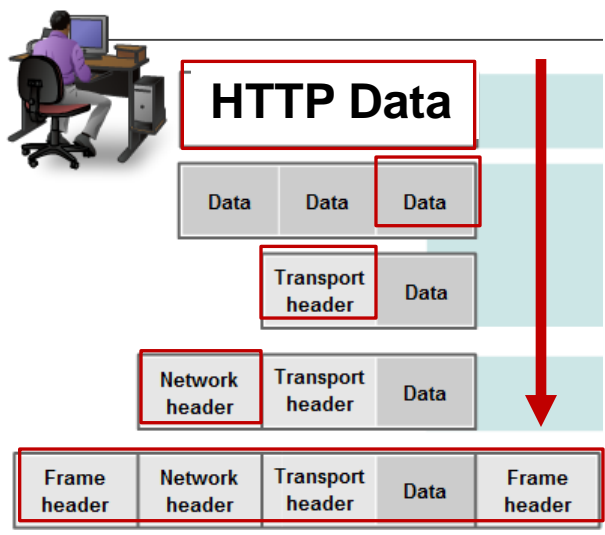 HTTP Data
Data Data Data
Transport header Data
Network header Transport header Data
Frame header Network header Transport header Data Frame header